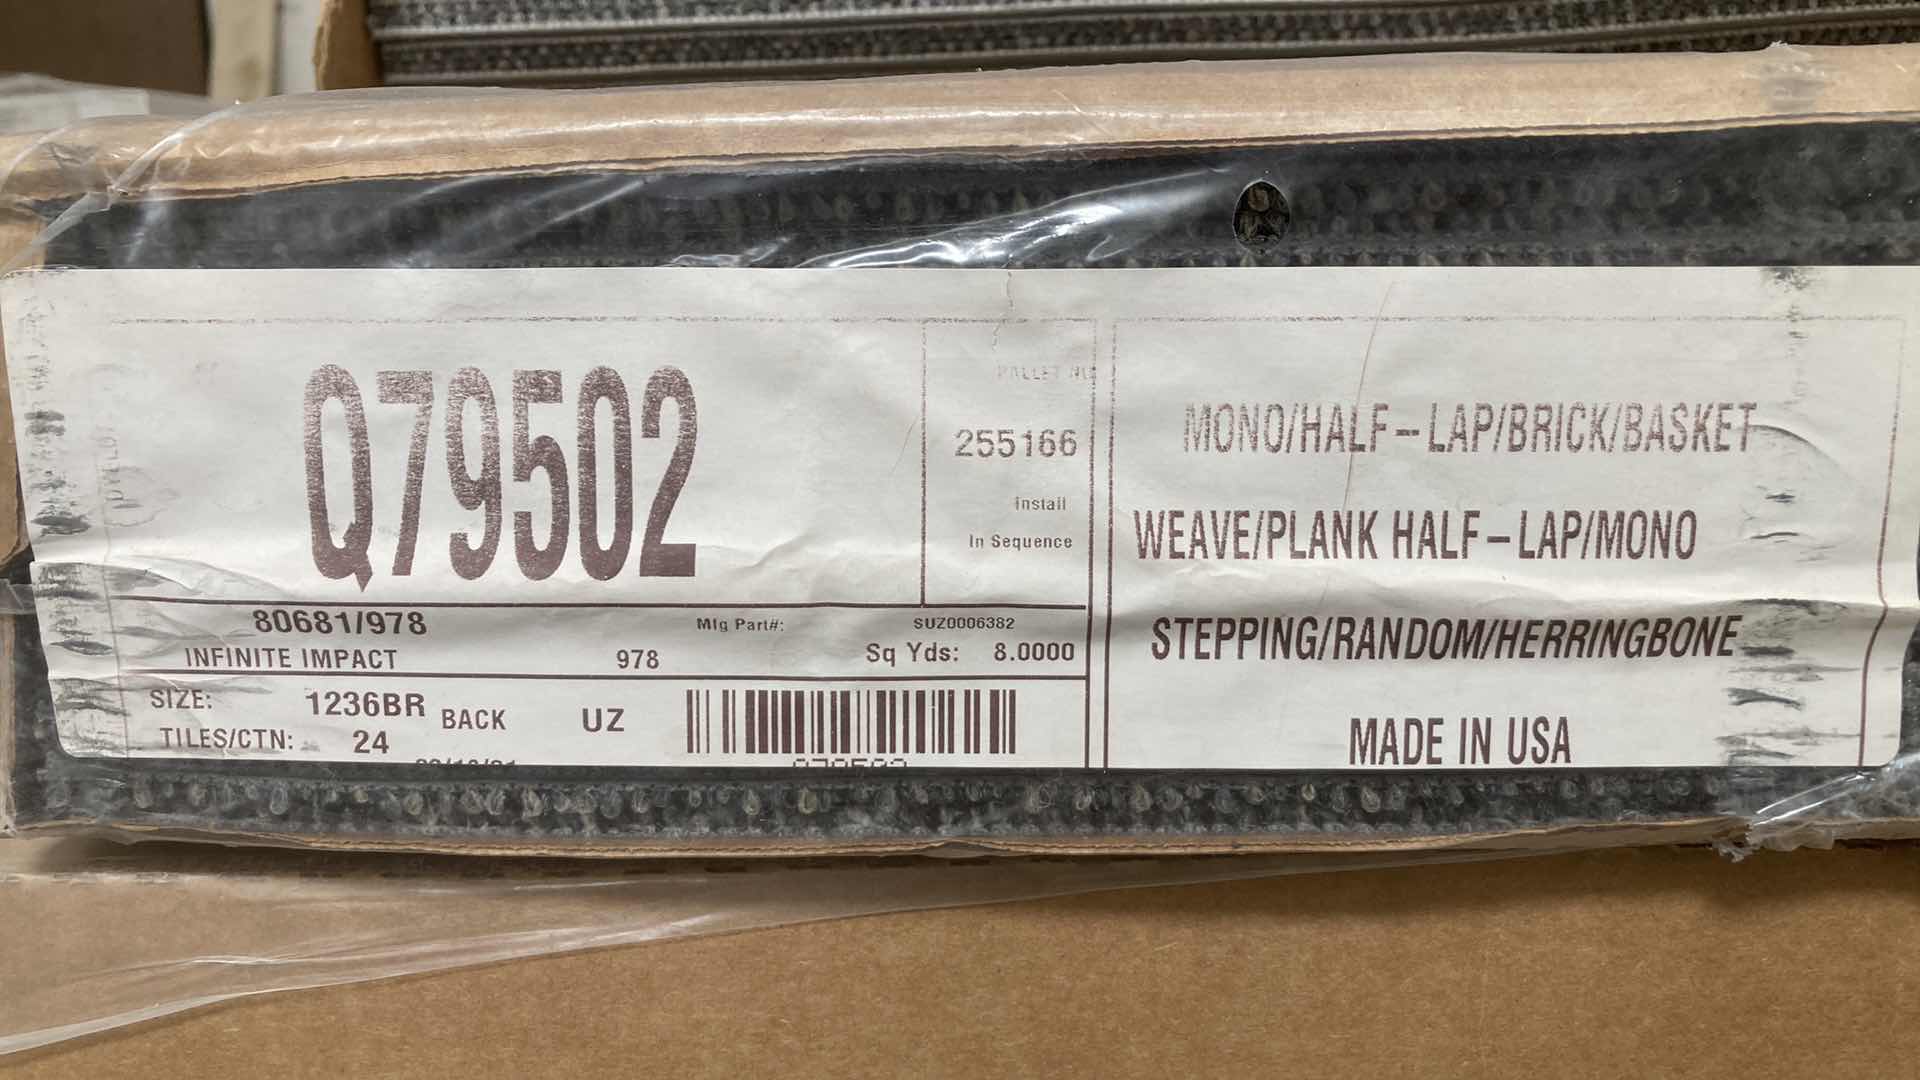 Q79502
PALLET NO
255166
Install
In Sequence
80681/978
Mfg Part#: SUZ0006382
INFINITE IMPACT 978 Sq Yds: 8.0000
SIZE: 1236BR BACK UZ
TILES/CTN: 24
MONO/HALF-LAP/BRICK/BASKET
WEAVE/PLANK HALF-LAP/MONO
STEPPING/RANDOM/HERRINGBONE
MADE IN USA